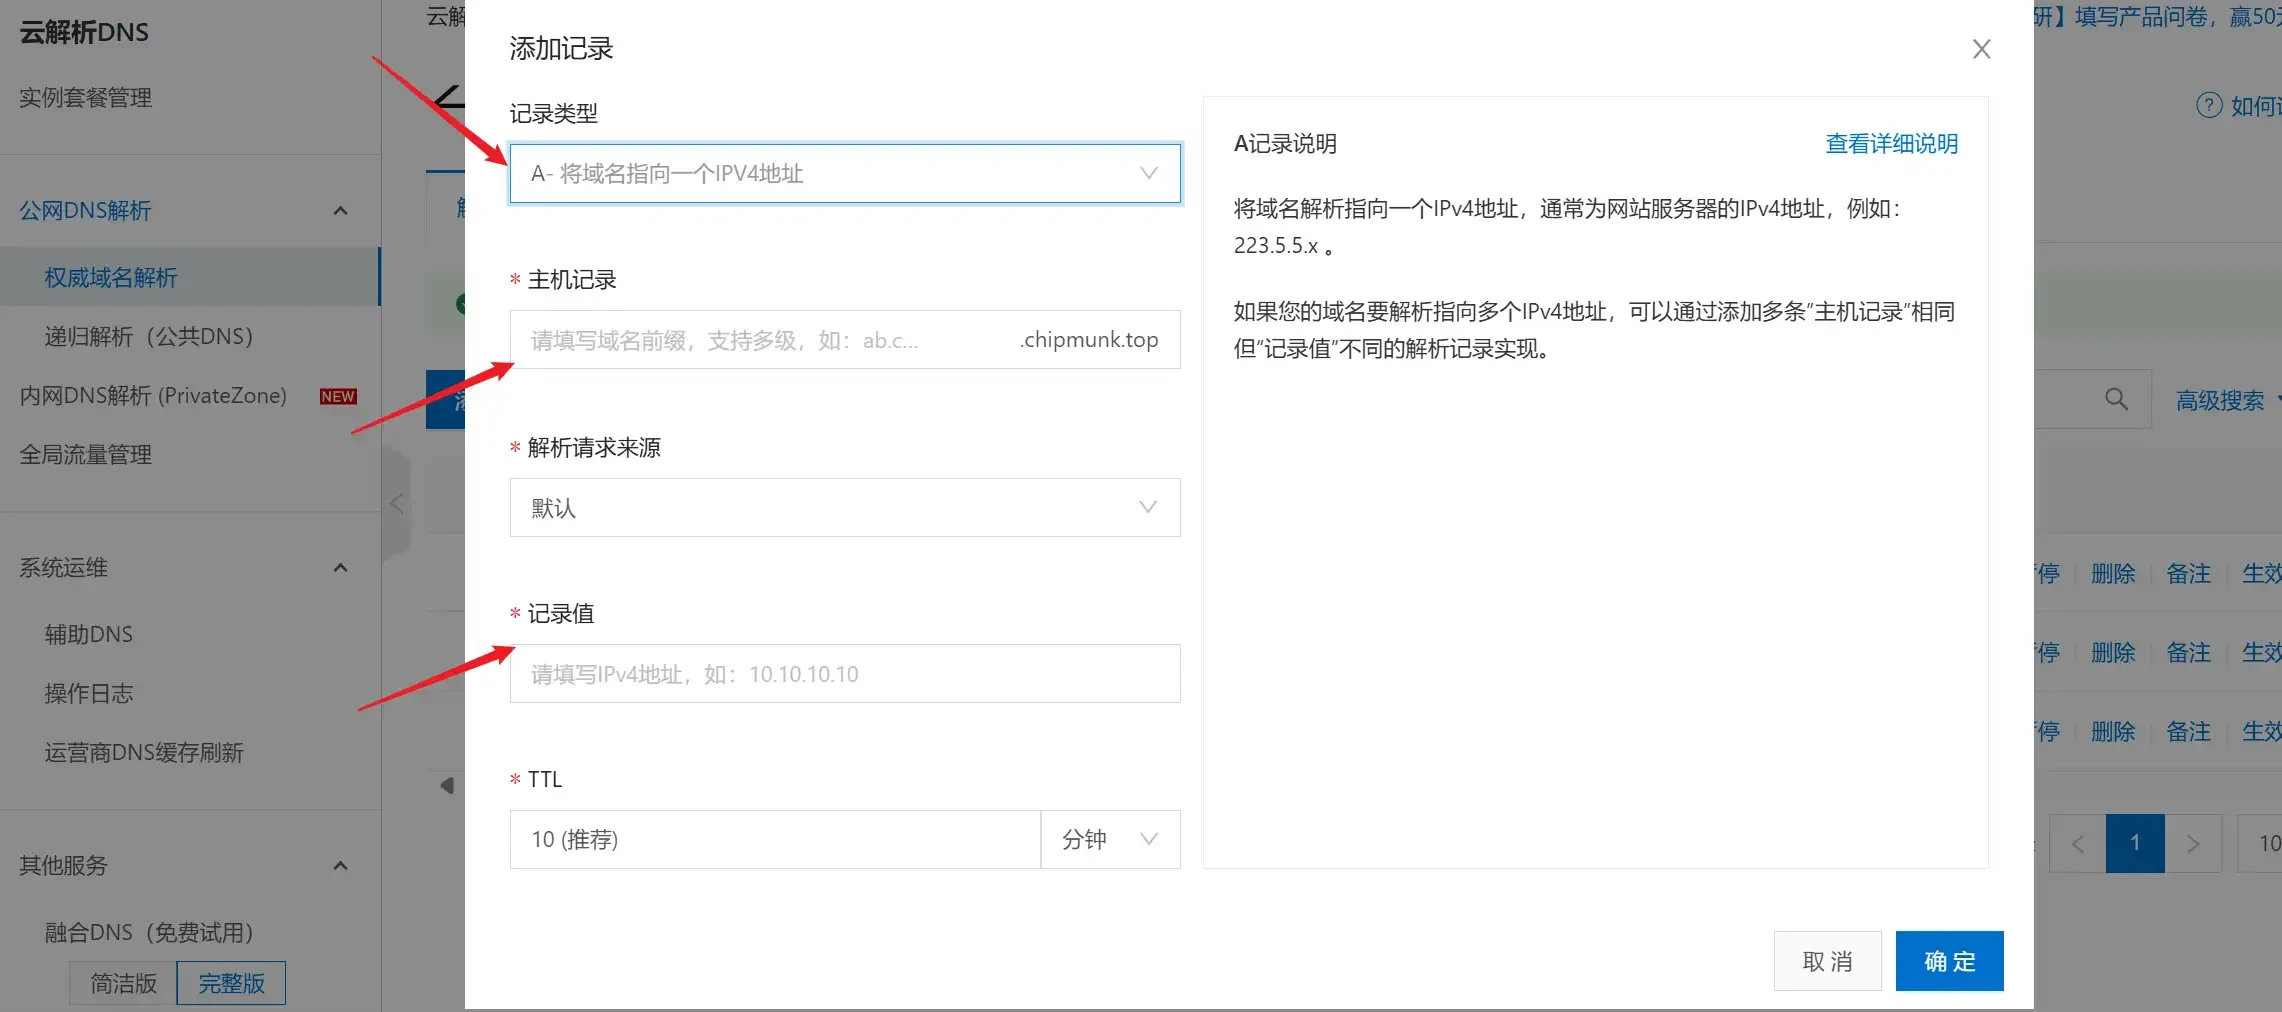 云解析DNS
实例套餐管理
公网DNS解析
权威域名解析
递归解析（公共DNS）
内网DNS解析 (PrivateZone) NEW
全局流量管理
系统运维
辅助DNS
操作日志
运营商DNS缓存刷新
其他服务
融合DNS（免费试用）
简洁版 完整版
云解
添加记录
记录类型
A- 将域名指向一个IPV4地址
* 主机记录
请填写域名前缀，支持多级，如：ab.c... .chipmunk.top
* 解析请求来源
默认
* 记录值
请填写IPv4地址，如：10.10.10.10
* TTL
10 (推荐) 分钟
A记录说明 查看详细说明
将域名解析指向一个IPv4地址，通常为网站服务器的IPv4地址，例如：
223.5.5.x 。
如果您的域名要解析指向多个IPv4地址，可以通过添加多条"主机记录"相同
但"记录值"不同的解析记录实现。
取 消 确 定
研】填写产品问卷，赢50元
? 如何
高级搜索
停 删除 备注 生效
停 删除 备注 生效
停 删除 备注 生效
< 1 > 10